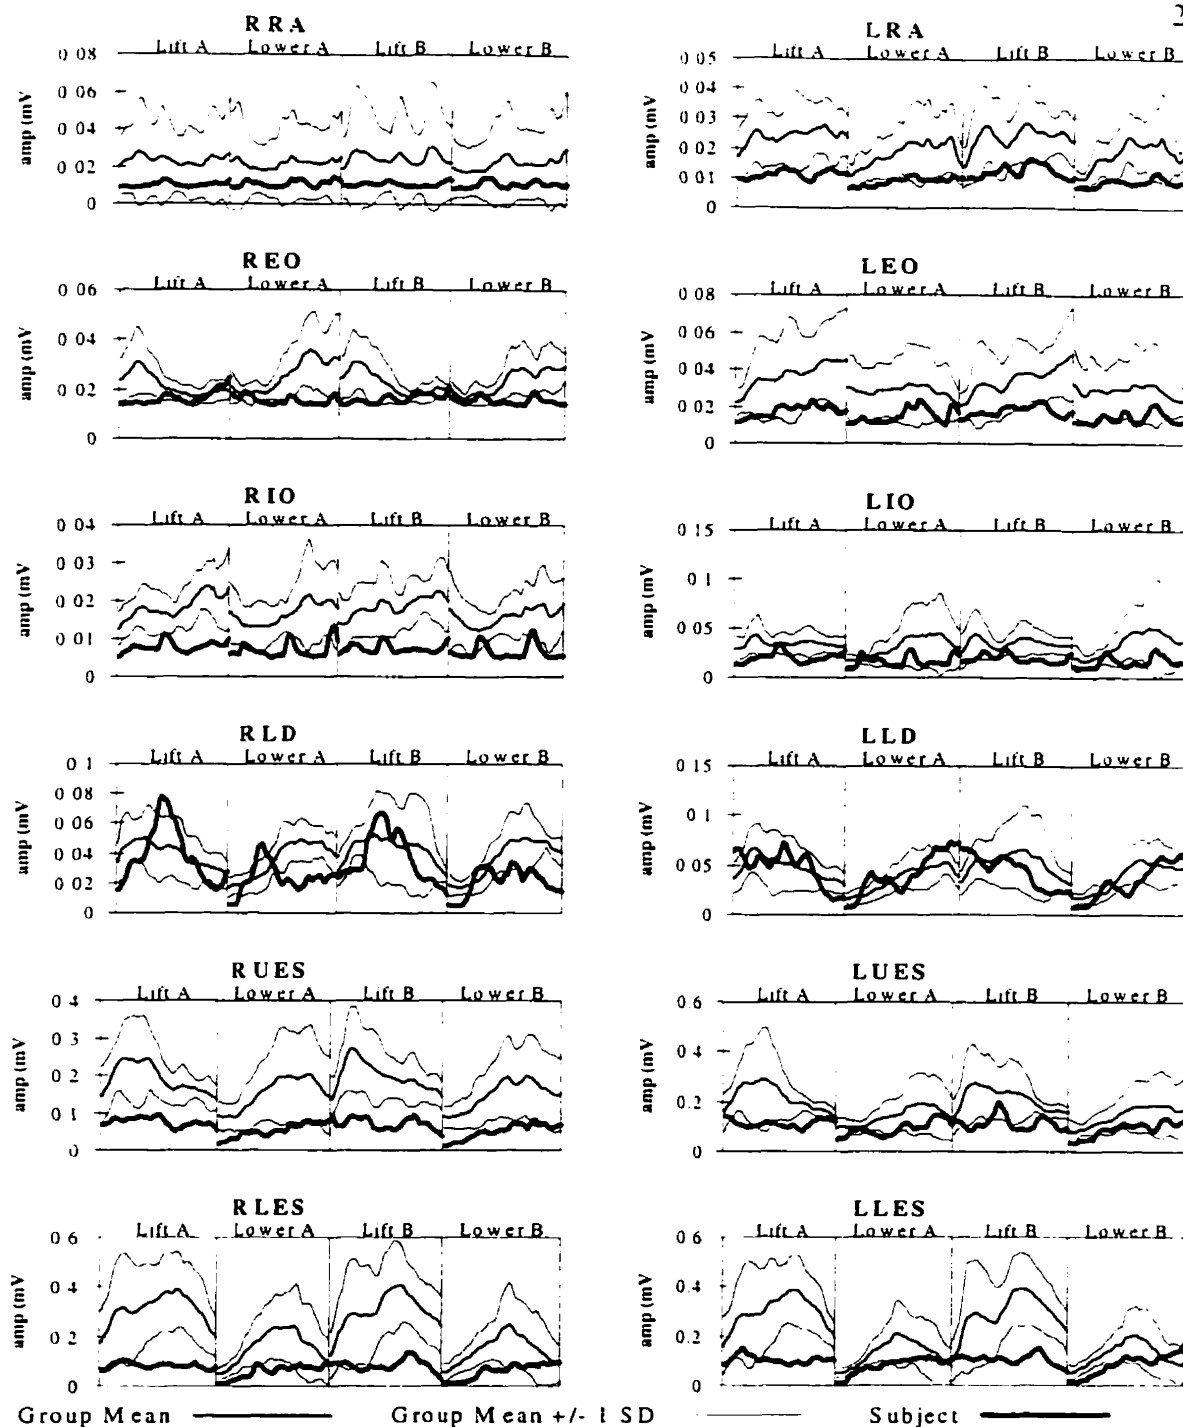 RRA
Lift A Lower A Lift B Lower B
0 08
0 06
0 04
0 02
0
amp (mV
LRA
Lift A Lower A Lift B Lower B
0 05
0 04
0 03
0 02
0 01
0
amp (mV
REO
Lift A Lower A Lift B Lower B
0 06
0 04
0 02
0
amp (mV
LEO
Lift A Lower A Lift B Lower B
0 08
0 06
0 04
0 02
0
amp (mV
RIO
Lift A Lower A Lift B Lower B
0 04
0 03
0 02
0 01
0
amp (mV
LIO
Lift A Lower A Lift B Lower B
0 15
0 1
0 05
0
amp (mV
RLD
Lift A Lower A Lift B Lower B
0 1
0 08
0 06
0 04
0 02
0
amp (mV
LLD
Lift A Lower A Lift B Lower B
0 15
0 1
0 05
0
amp (mV
RUES
Lift A Lower A Lift B Lower B
0 4
0 3
0 2
0 1
0
amp (mV
LUES
Lift A Lower A Lift B Lower B
0 6
0 4
0.2
0
amp (mV
RLES
Lift A Lower A Lift B Lower B
0 6
0 4
0 2
0
amp (mV
LLES
Lift A Lower A Lift B Lower B
0 6
0.4
0.2
0
amp (mV
Group Mean Group Mean +/- 1 SD Subject